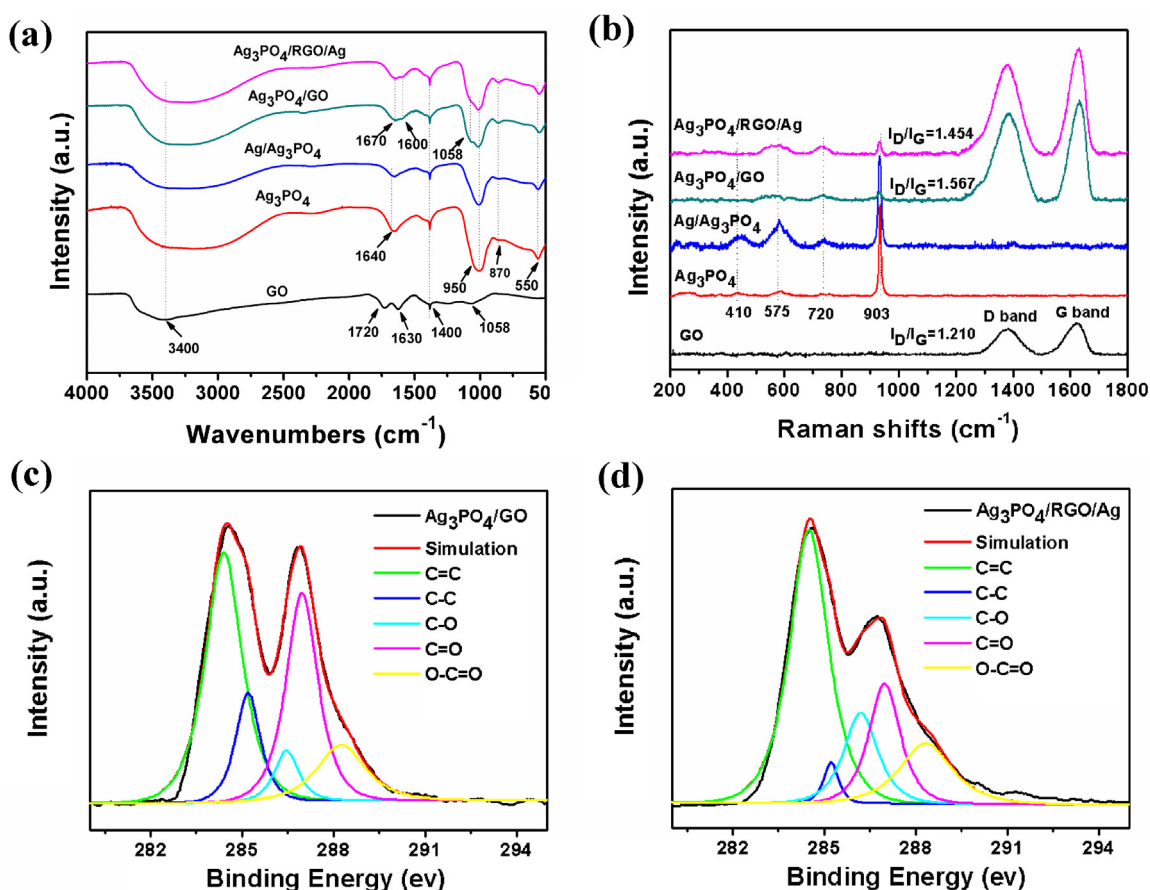 (a)
Intensity (a.u.)
Ag3PO4/RGO/Ag
Ag3PO4/GO
1670
1600
1058
Ag/Ag3PO4
Ag3PO4
1640
950
870
550
GO
3400
1720
1630
1400
1058
4000 3500 3000 2500 2000 1500 1000 50
Wavenumbers (cm-1)
(b)
Intensity (a.u.)
Ag3PO4/RGO/Ag
ID/IG=1.454
Ag3PO4/GO
ID/IG=1.567
Ag/Ag3PO4
Ag3PO4
410 575 720 903
D band G band
GO
ID/IG=1.210
200 400 600 800 1000 1200 1400 1600 1800
Raman shifts (cm-1)
(c)
Intensity (a.u.)
Ag3PO4/GO
Simulation
C=C
C-C
C-O
C=O
O-C=O
282 285 288 291 294
Binding Energy (ev)
(d)
Intensity (a.u.)
Ag3PO4/RGO/Ag
Simulation
C=C
C-C
C-O
C=O
O-C=O
282 285 288 291 294
Binding Energy (ev)